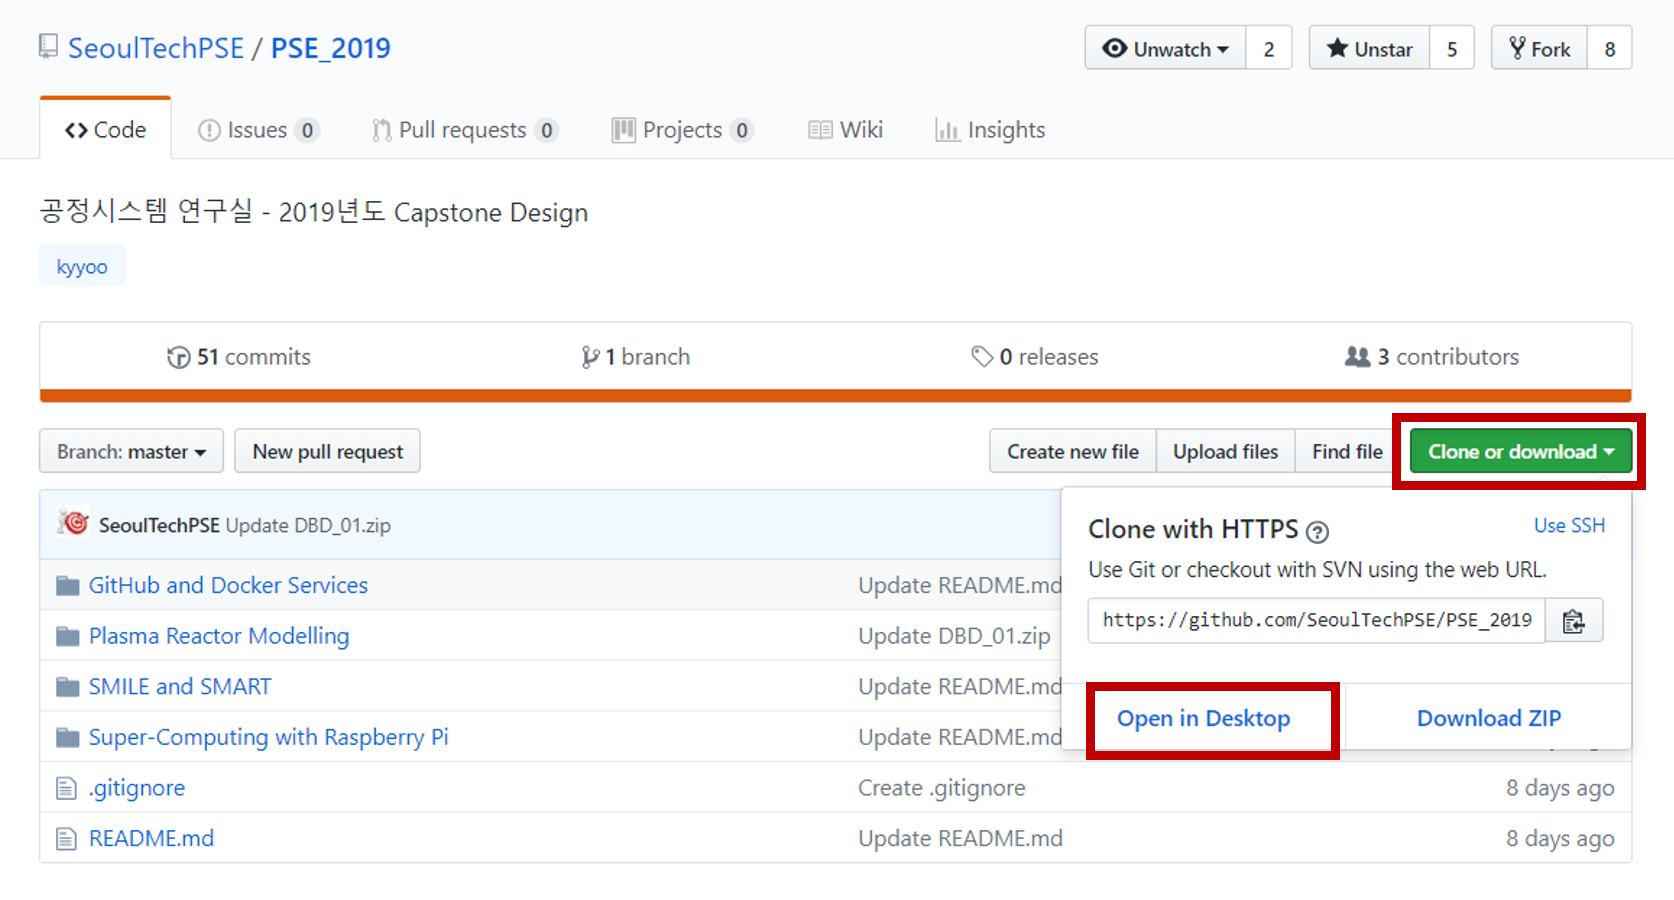 SeoulTechPSE / PSE_2019
Unwatch 2 Unstar 5 Fork 8
Code Issues 0 Pull requests 0 Projects 0 Wiki Insights
공정시스템 연구실 - 2019년도 Capstone Design
kyyoo
51 commits 1 branch 0 releases 3 contributors
Branch: master New pull request Create new file Upload files Find file Clone or download
SeoulTechPSE Update DBD_01.zip
Clone with HTTPS ? Use SSH
Use Git or checkout with SVN using the web URL.
https://github.com/SeoulTechPSE/PSE_2019
Open in Desktop Download ZIP
GitHub and Docker Services Update README.md
Plasma Reactor Modelling Update DBD_01.zip
SMILE and SMART Update README.md
Super-Computing with Raspberry Pi Update README.md
.gitignore Create .gitignore 8 days ago
README.md Update README.md 8 days ago